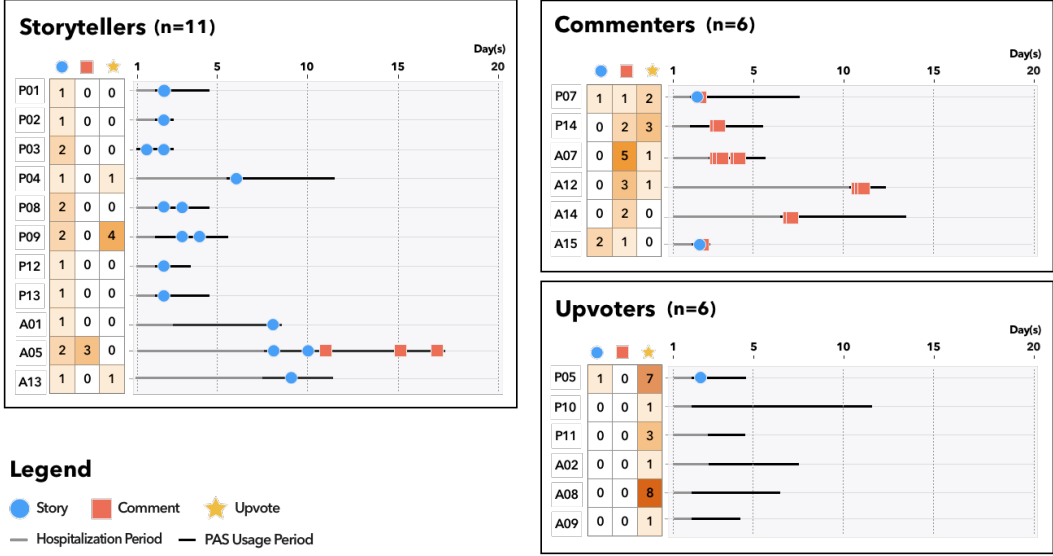 Storytellers (n=11)
Day(s)
1 5 10 15 20
P01 1 0 0
P02 1 0 0
P03 2 0 0
P04 1 0 1
P08 2 0 0
P09 2 0 4
P12 1 0 0
P13 1 0 0
A01 1 0 0
A05 2 3 0
A13 1 0 1
Legend
Story Comment Upvote
Hospitalization Period PAS Usage Period
Commenters (n=6)
Day(s)
1 5 10 15 20
P07 1 1 2
P14 0 2 3
A07 0 5 1
A12 0 3 1
A14 0 2 0
A15 2 1 0
Upvoters (n=6)
Day(s)
1 5 10 15 20
P05 1 0 7
P10 0 0 1
P11 0 0 3
A02 0 0 1
A08 0 0 8
A09 0 0 1